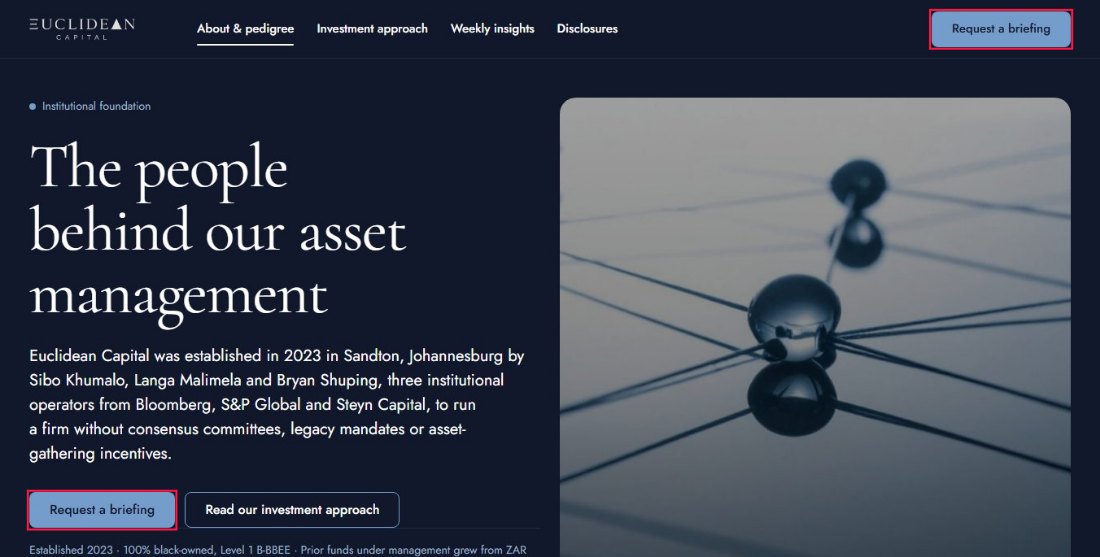 EUCLIDEAN
CAPITAL
About & pedigree
Investment approach
Weekly insights
Disclosures
Request a briefing
Institutional foundation
The people
behind our asset
management
Euclidean Capital was established in 2023 in Sandton, Johannesburg by
Sibo Khumalo, Langa Malimela and Bryan Shuping, three institutional
operators from Bloomberg, S&P Global and Steyn Capital, to run
a firm without consensus committees, legacy mandates or asset-
gathering incentives.
Request a briefing
Read our investment approach
Established 2023 · 100% black-owned, Level 1 B-BBEE · Prior funds under management grew from ZAR